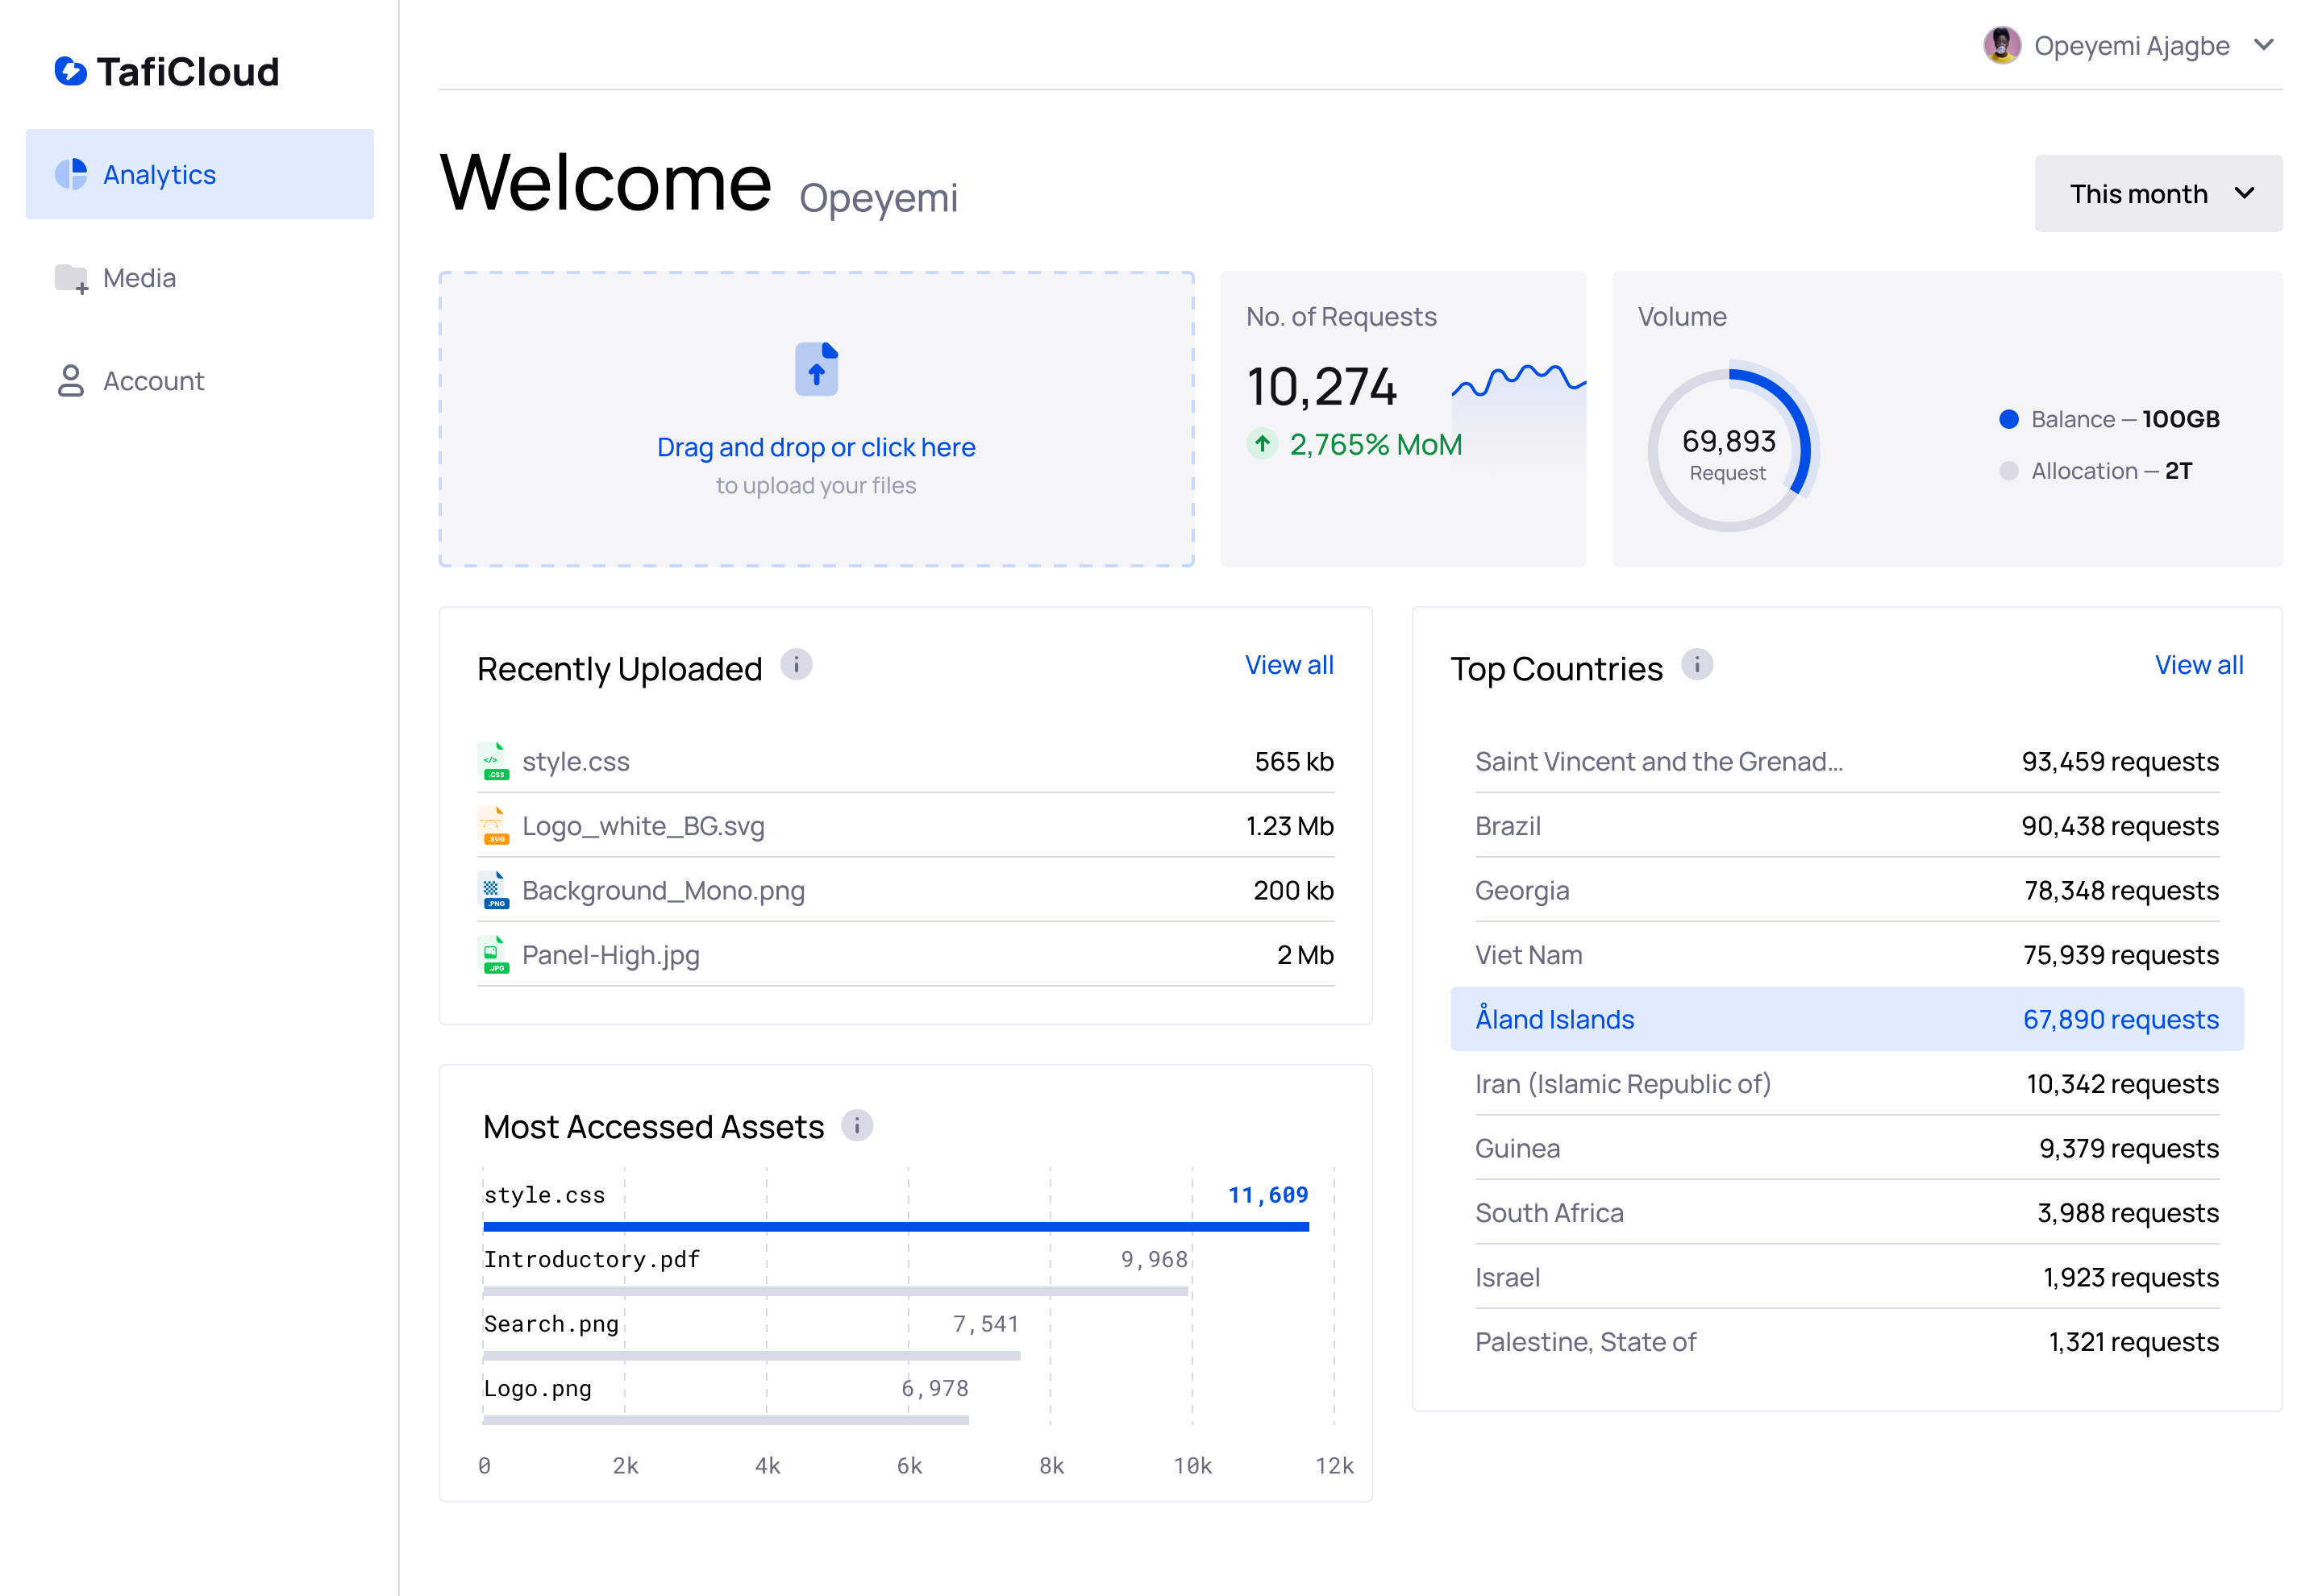 TafiCloud
Opeyemi Ajagbe
Analytics
Media
Account
Welcome Opeyemi
This month
Drag and drop or click here
to upload your files
No. of Requests
10,274
2,765% MoM
Volume
69,893
Request
Balance – 100GB
Allocation – 2T
Recently Uploaded
View all
.CSS
style.css 565 kb
.SVG
Logo_white_BG.svg 1.23 Mb
.PNG
Background_Mono.png 200 kb
.JPG
Panel-High.jpg 2 Mb
Most Accessed Assets
style.css 11,609
Introductory.pdf 9,968
Search.png 7,541
Logo.png 6,978
0 2k 4k 6k 8k 10k 12k
Top Countries
View all
Saint Vincent and the Grenad... 93,459 requests
Brazil 90,438 requests
Georgia 78,348 requests
Viet Nam 75,939 requests
Åland Islands 67,890 requests
Iran (Islamic Republic of) 10,342 requests
Guinea 9,379 requests
South Africa 3,988 requests
Israel 1,923 requests
Palestine, State of 1,321 requests